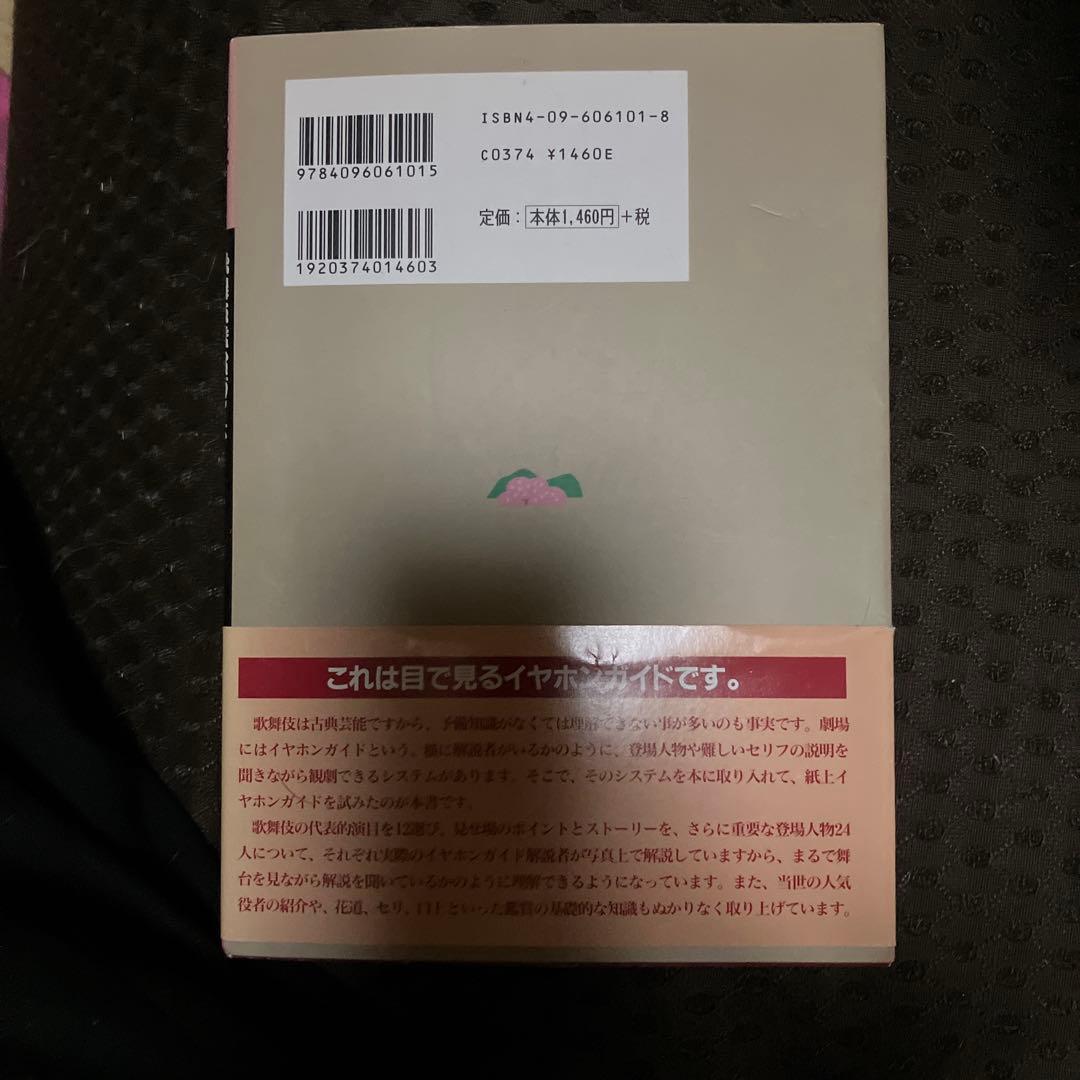 ISBN4-09-606101-8
C0374 ¥1460E
9784096061015
定価：本体1,460円+税
1920374014603
これは目で見るイヤホンガイドです。
歌舞伎は古典芸能ですから、予備知識がなくては理解できない事が多いのも事実です。劇場
にはイヤホンガイドという、横に解説者がいるかのように、登場人物や難しいセリフの説明を
聞きながら観劇できるシステムがあります。そこで、そのシステムを本に取り入れて、紙上イ
ヤホンガイドを試みたのが本書です。
歌舞伎の代表的演目を12選び、見せ場のポイントとストーリーを、さらに重要な登場人物24
人について、それぞれ実際のイヤホンガイド解説者が写真上で解説していますから、まるで舞
台を見ながら解説を聞いているかのように理解できるようになっています。また、当世の人気
役者の紹介や、花道、セリ、口上といった鑑賞の基礎的な知識もぬかりなく取り上げています。